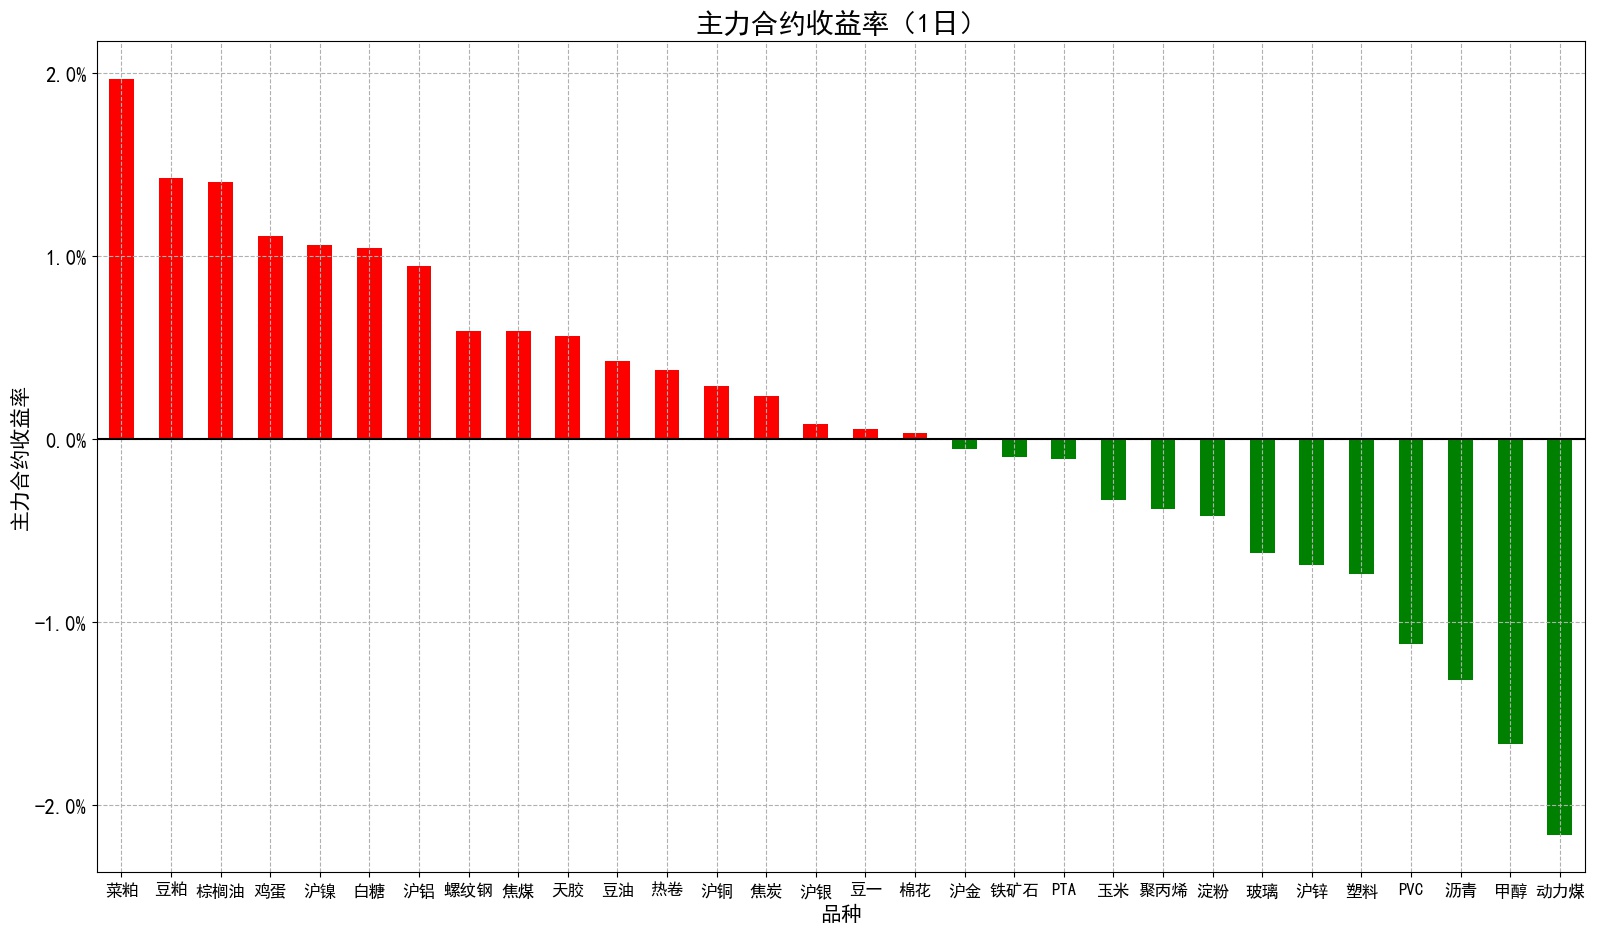 主力合约收益率（1日）
主力合约收益率
2.0%
1.0%
0.0%
−1.0%
−2.0%
菜粕 豆粕 棕榈油 鸡蛋 沪镍 白糖 沪铝 螺纹钢 焦煤 天胶 豆油 热卷 沪铜 焦炭 沪银 豆一 棉花 沪金 铁矿石 PTA 玉米 聚丙烯 淀粉 玻璃 沪锌 塑料 PVC 沥青 甲醇 动力煤
品种